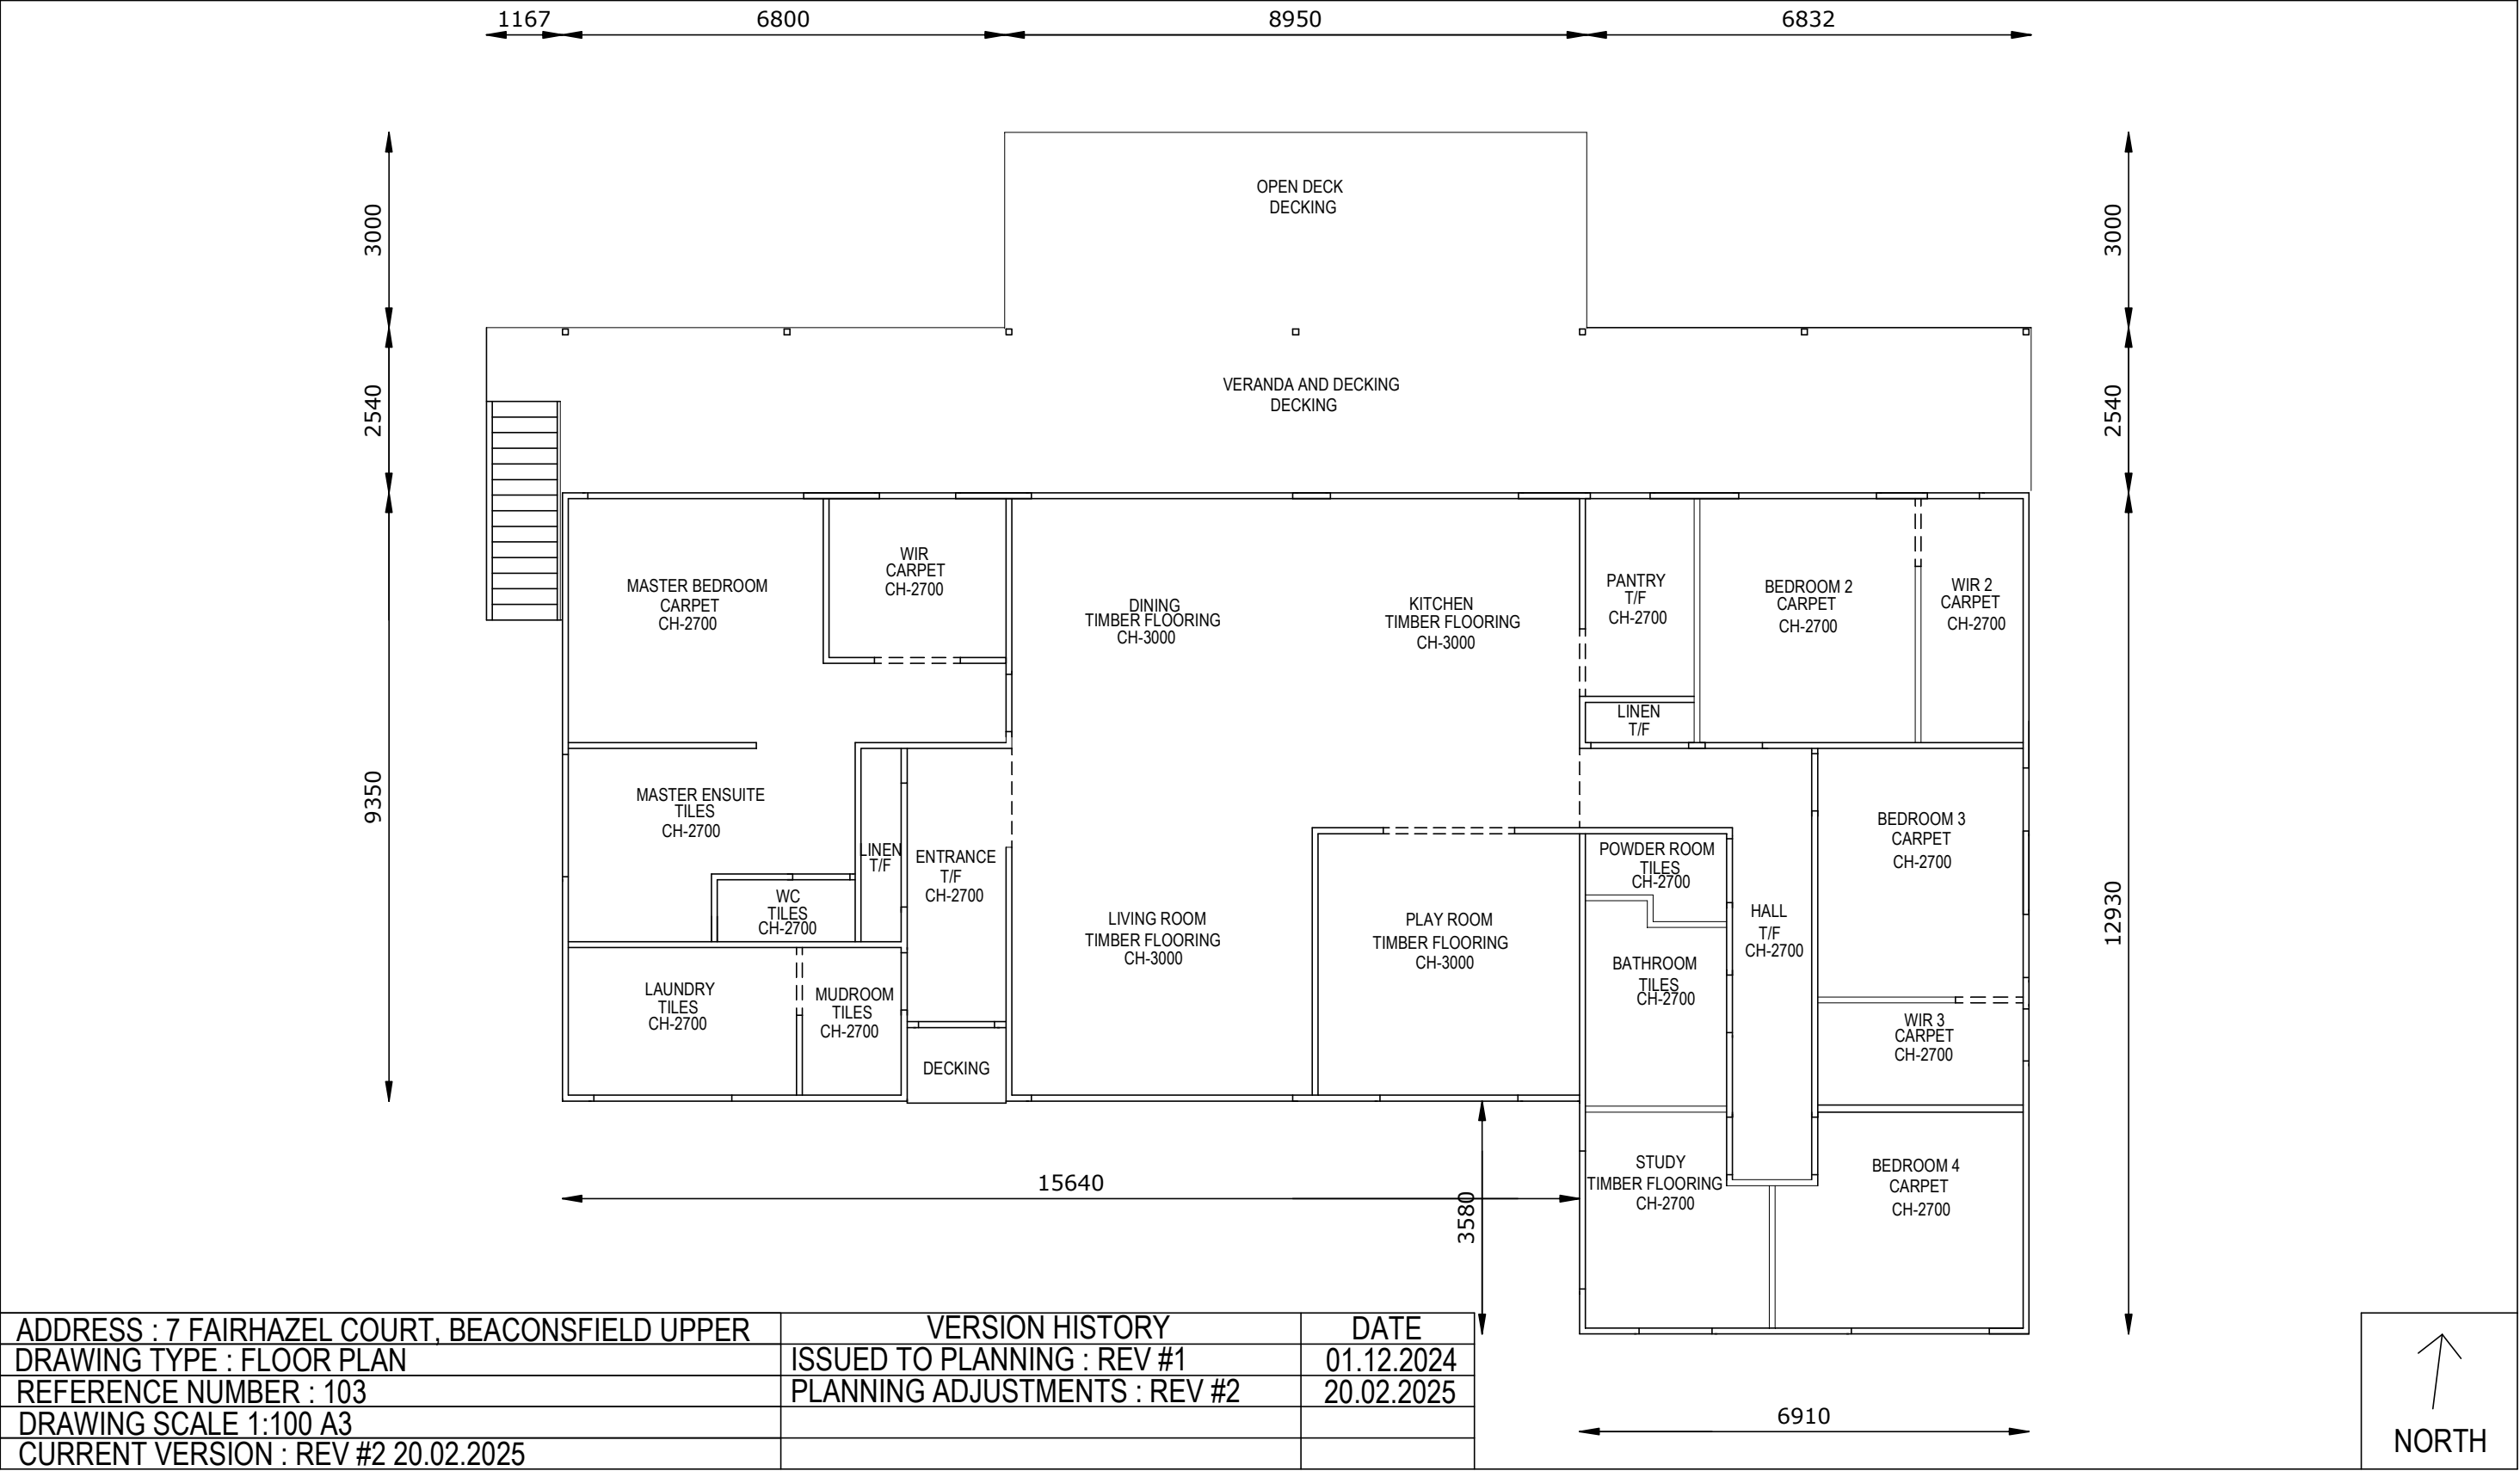 1167
6800
8950
6832
3000
3000
OPEN DECK
DECKING
2540
2540
VERANDA AND DECKING
DECKING
MASTER BEDROOM
CARPET
CH-2700
WIR
CARPET
CH-2700
DINING
TIMBER FLOORING
CH-3000
KITCHEN
TIMBER FLOORING
CH-3000
PANTRY
T/F
CH-2700
BEDROOM 2
CARPET
CH-2700
WIR 2
CARPET
CH-2700
LINEN
T/F
9350
MASTER ENSUITE
TILES
CH-2700
LINEN
T/F
ENTRANCE
T/F
CH-2700
WC
TILES
CH-2700
LIVING ROOM
TIMBER FLOORING
CH-3000
PLAY ROOM
TIMBER FLOORING
CH-3000
POWDER ROOM
TILES
CH-2700
HALL
T/F
CH-2700
BEDROOM 3
CARPET
CH-2700
12930
LAUNDRY
TILES
CH-2700
MUDROOM
TILES
CH-2700
BATHROOM
TILES
CH-2700
WIR 3
CARPET
CH-2700
DECKING
15640
3580
STUDY
TIMBER FLOORING
CH-2700
BEDROOM 4
CARPET
CH-2700
6910
ADDRESS : 7 FAIRHAZEL COURT, BEACONSFIELD UPPER
DRAWING TYPE : FLOOR PLAN
REFERENCE NUMBER : 103
DRAWING SCALE 1:100 A3
CURRENT VERSION : REV #2 20.02.2025
VERSION HISTORY
DATE
ISSUED TO PLANNING : REV #1
01.12.2024
PLANNING ADJUSTMENTS : REV #2
20.02.2025
NORTH